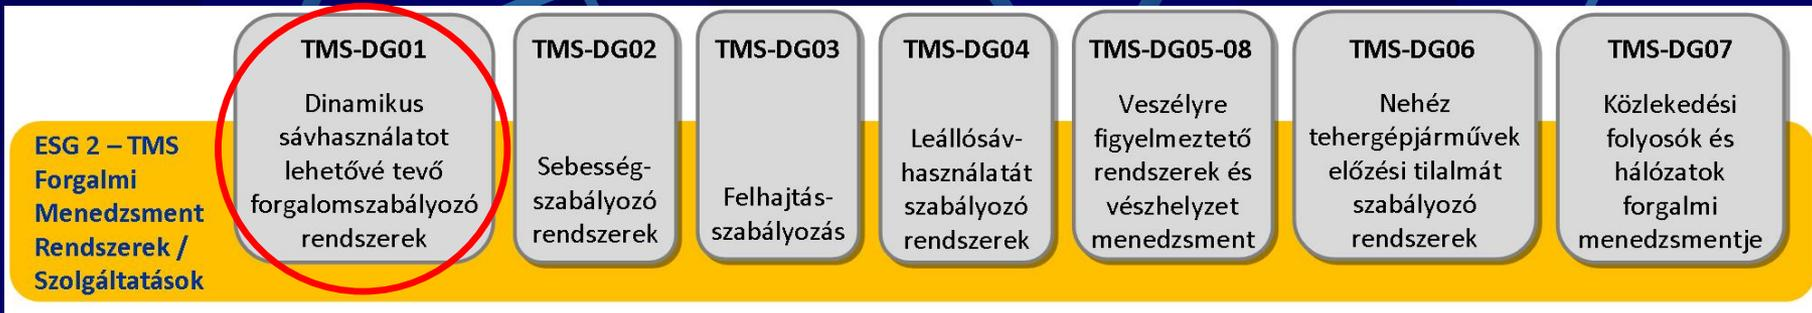 ESG 2 – TMS
Forgalmi
Menedzsment
Rendszerek /
Szolgáltatások
TMS-DG01
Dinamikus
sávhasználatot
lehetővé tevő
forgalomszabályozó
rendszerek
TMS-DG02
Sebesség-
szabályozó
rendszerek
TMS-DG03
Felhajtás-
szabályozás
TMS-DG04
Leállósáv-
használatát
szabályozó
rendszerek
TMS-DG05-08
Veszélyre
figyelmeztető
rendszerek és
vészhelyzet
menedzsment
TMS-DG06
Nehéz
tehergépjárművek
előzési tilalmát
szabályozó
rendszerek
TMS-DG07
Közlekedési
folyosók és
hálózatok
forgalmi
menedzsmentje